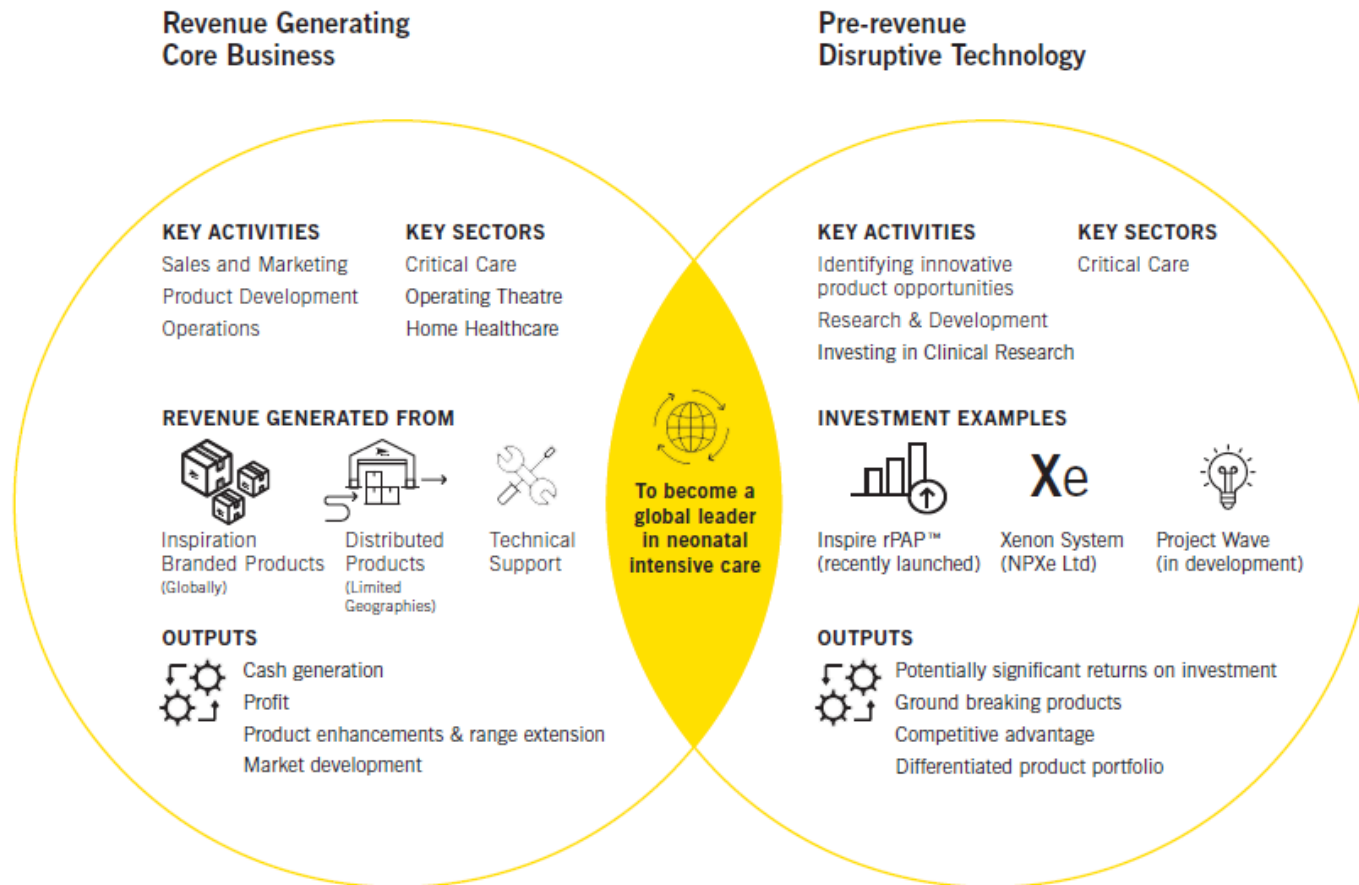 Revenue Generating
Core Business
Pre-revenue
Disruptive Technology
KEY ACTIVITIES
Sales and Marketing
Product Development
Operations
KEY SECTORS
Critical Care
Operating Theatre
Home Healthcare
REVENUE GENERATED FROM
Inspiration
Branded Products
(Globally)
Distributed
Products
(Limited
Geographies)
Technical
Support
OUTPUTS
Cash generation
Profit
Product enhancements & range extension
Market development
To become a
global leader
in neonatal
intensive care
KEY ACTIVITIES
Identifying innovative
product opportunities
Research & Development
Investing in Clinical Research
KEY SECTORS
Critical Care
INVESTMENT EXAMPLES
Inspire rPAP™
(recently launched)
Xe
Xenon System
(NPXe Ltd)
Project Wave
(in development)
OUTPUTS
Potentially significant returns on investment
Ground breaking products
Competitive advantage
Differentiated product portfolio